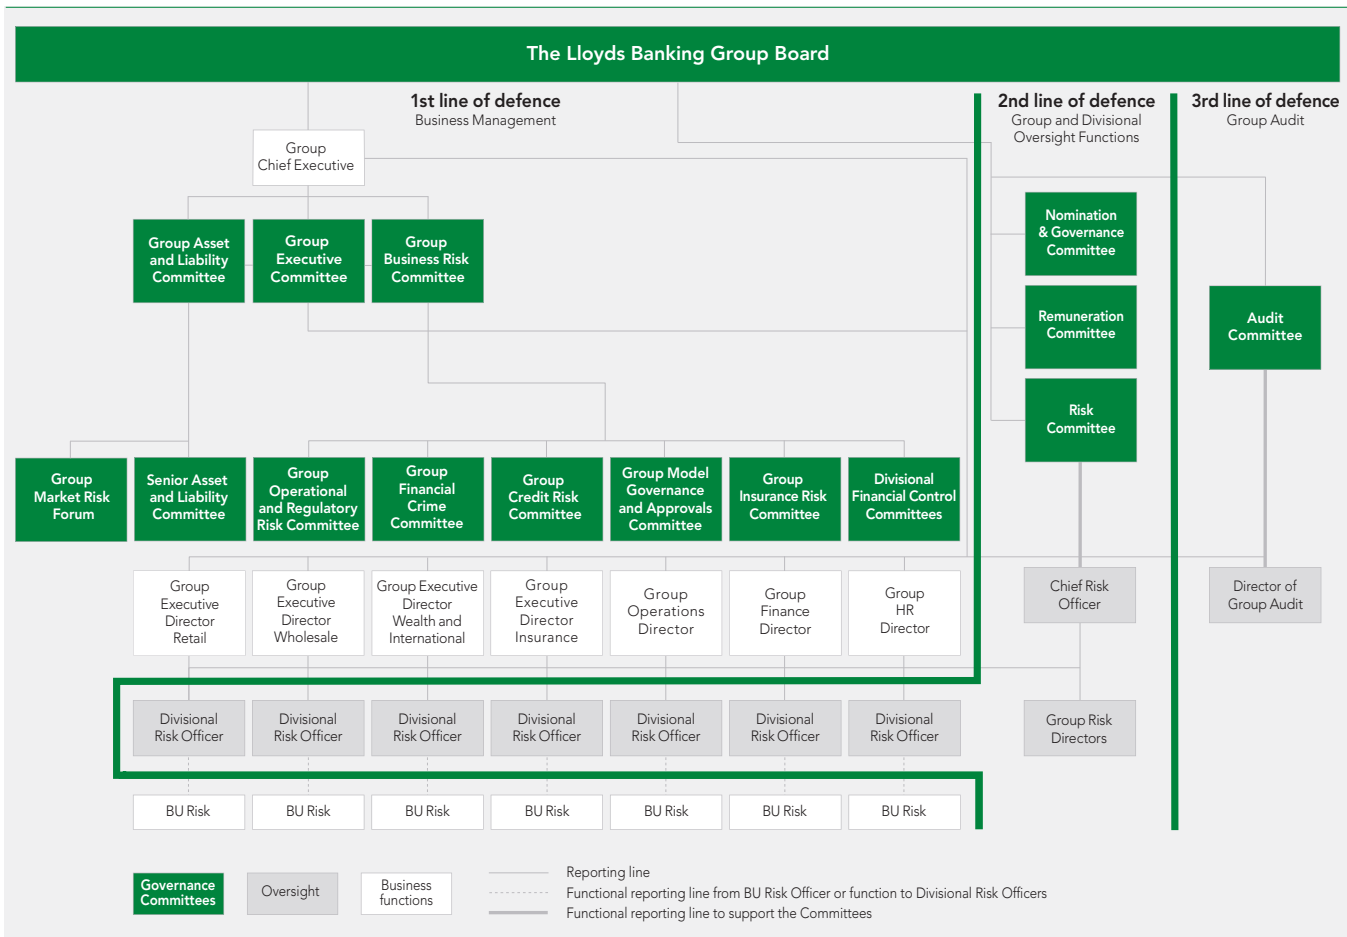 The Lloyds Banking Group Board
1st line of defence
Business Management
2nd line of defence
Group and Divisional
Oversight Functions
3rd line of defence
Group Audit
Group
Chief Executive
Group Asset
and Liability
Committee
Group
Executive
Committee
Group
Business Risk
Committee
Nomination
& Governance
Committee
Remuneration
Committee
Audit
Committee
Risk
Committee
Group
Market Risk
Forum
Senior Asset
and Liability
Committee
Group
Operational
and Regulatory
Risk Committee
Group
Financial
Crime
Committee
Group
Credit Risk
Committee
Group Model
Governance
and Approvals
Committee
Group
Insurance Risk
Committee
Divisional
Financial Control
Committees
Group
Executive
Director
Retail
Group
Executive
Director
Wholesale
Group Executive
Director
Wealth and
International
Group
Executive
Director
Insurance
Group
Operations
Director
Group
Finance
Director
Group
HR
Director
Chief Risk
Officer
Director of
Group Audit
Divisional
Risk Officer
Divisional
Risk Officer
Divisional
Risk Officer
Divisional
Risk Officer
Divisional
Risk Officer
Divisional
Risk Officer
Divisional
Risk Officer
Group Risk
Directors
BU Risk
BU Risk
BU Risk
BU Risk
BU Risk
BU Risk
BU Risk
Governance
Committees
Oversight
Business
functions
Reporting line
Functional reporting line from BU Risk Officer or function to Divisional Risk Officers
Functional reporting line to support the Committees